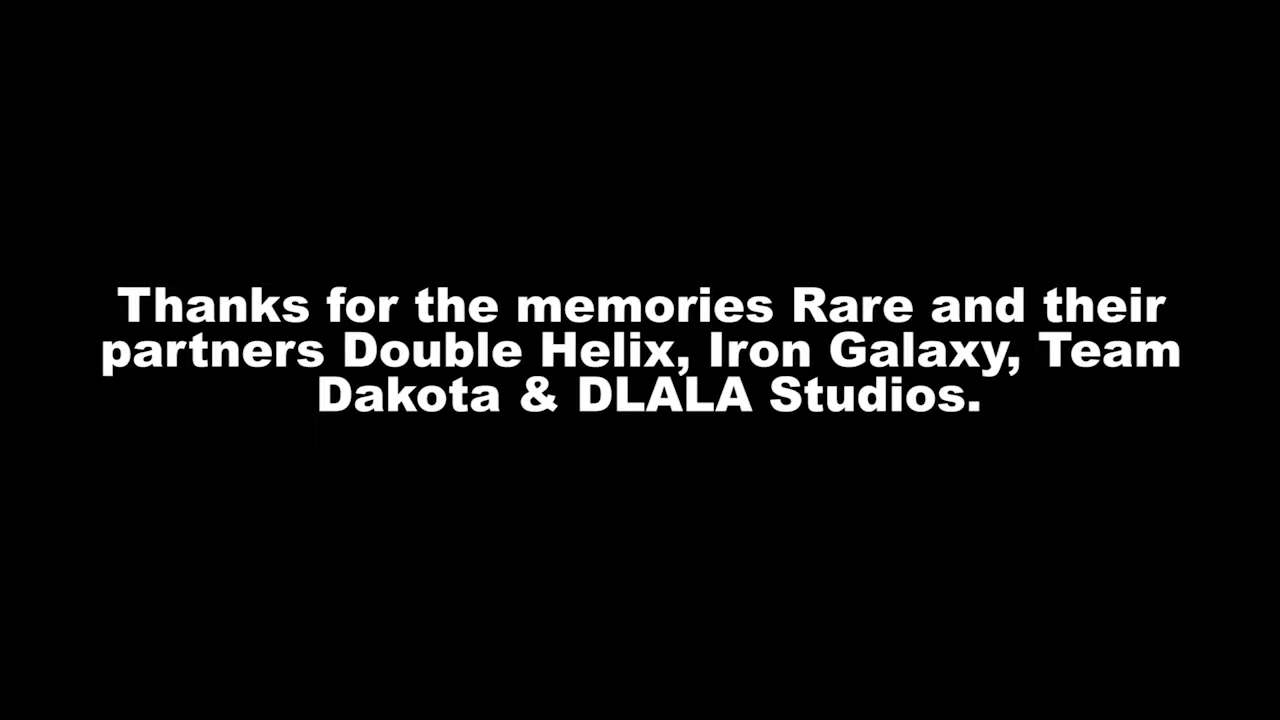 Thanks for the memories Rare and their
partners Double Helix, Iron Galaxy, Team
Dakota & DLALA Studios.